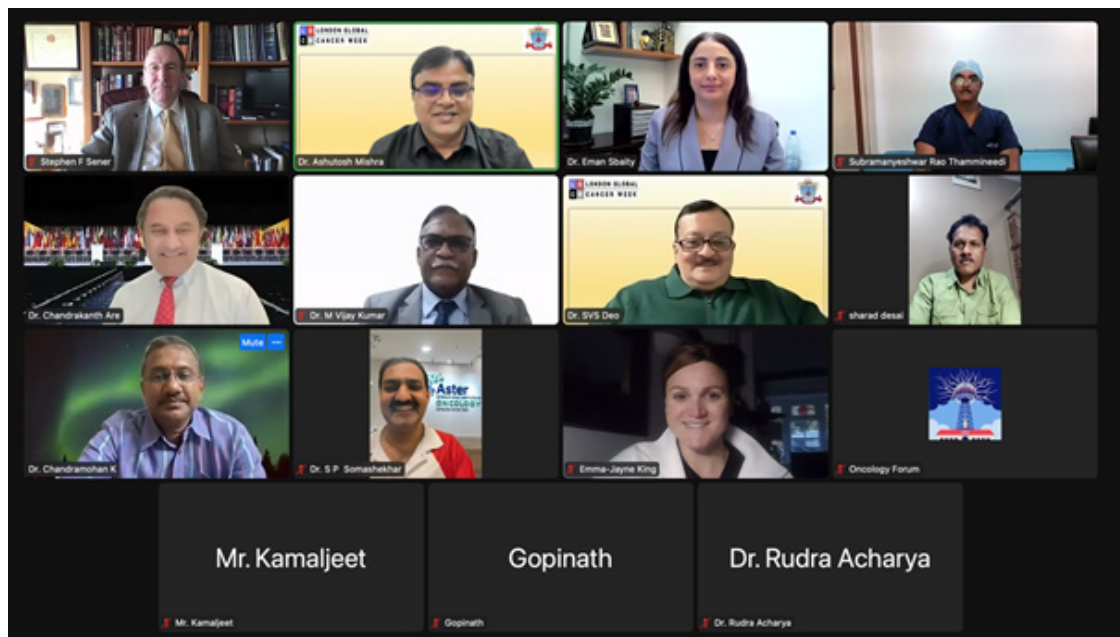 LONDON GLOBAL
CANCER WEEK
Stephen F Sener
Dr. Ashutosh Mishra
Dr. Eman Sbaity
Subramanyeshwar Rao Thammineedi
LONDON GLOBAL
CANCER WEEK
Dr. Chandrakanth Are
Dr. M Vijay Kumar
Dr. SVS Deo
sharad desai
Mute
Aster
ONCOLOGY
Dr. Chandramohan K
Dr. S P Somashekhar
Emma-Jayne King
Oncology Forum
Mr. Kamaljeet
Gopinath
Dr. Rudra Acharya
Mr. Kamaljeet
Gopinath
Dr. Rudra Acharya